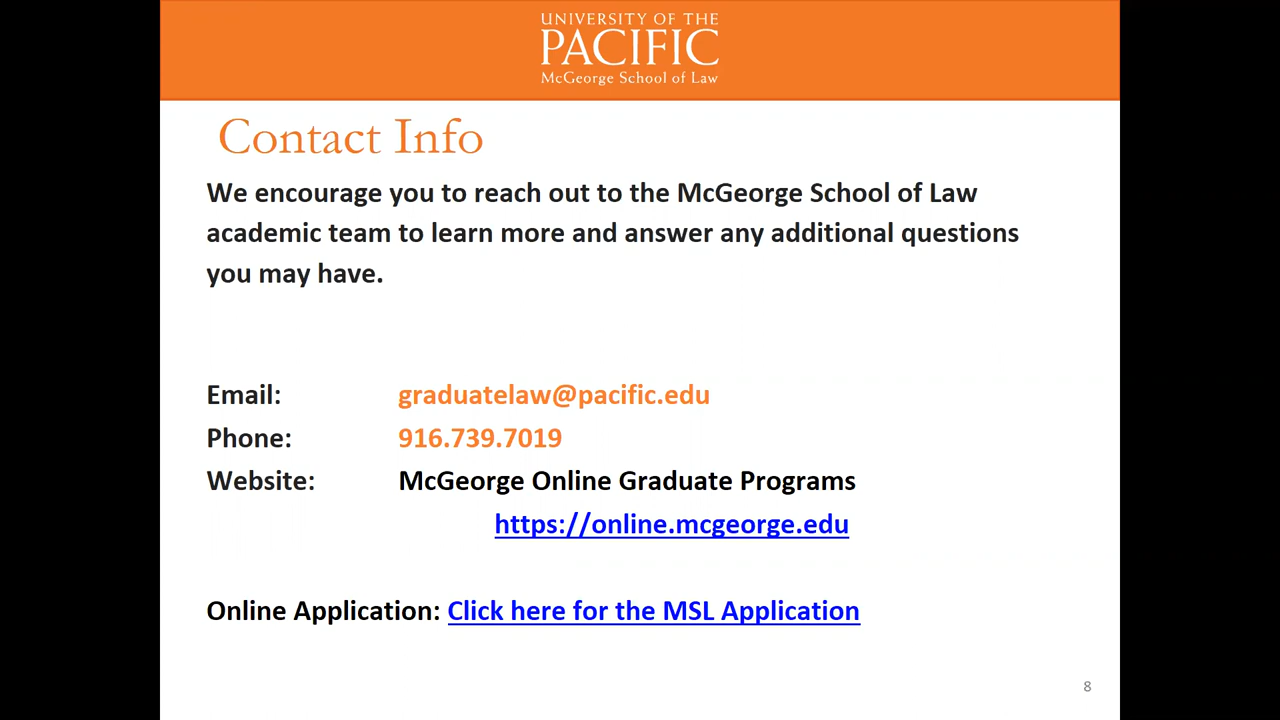 UNIVERSITY OF THE
PACIFIC
McGeorge School of Law
Contact Info
We encourage you to reach out to the McGeorge School of Law
academic team to learn more and answer any additional questions
you may have.
Email: graduatelaw@pacific.edu
Phone: 916.739.7019
Website: McGeorge Online Graduate Programs
https://online.mcgeorge.edu
Online Application: Click here for the MSL Application
8